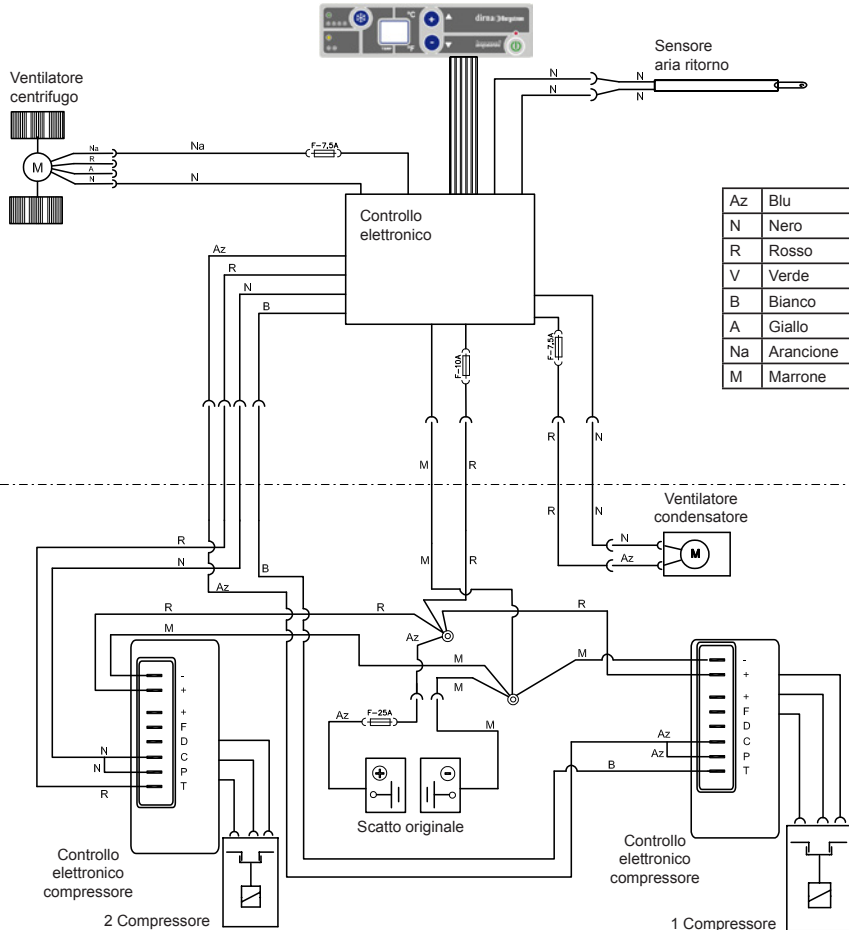 °C
°F
dirna
Bergstrom
Sensore
aria ritorno
Ventilatore
centrifugo
N
N
N
N
Na
R
A
N
Na
N
F-7,5A
M
Controllo
elettronico
Az Blu
N Nero
R Rosso
V Verde
B Bianco
A Giallo
Na Arancione
M Marrone
Az
R
N
B
F-10A
F-7,5A
R
N
M
R
Ventilatore
condensatore
R
N
N
Az
M
R
N
B
Az
M
R
R
R
R
M
Az
M
M
M
-
+
+
F
D
C
P
T
N
N
R
Az
F-25A
M
+
-
Scatto originale
-
+
+
F
D
C
P
T
Az
Az
B
Controllo
elettronico
compressore
2 Compressore
Controllo
elettronico
compressore
1 Compressore